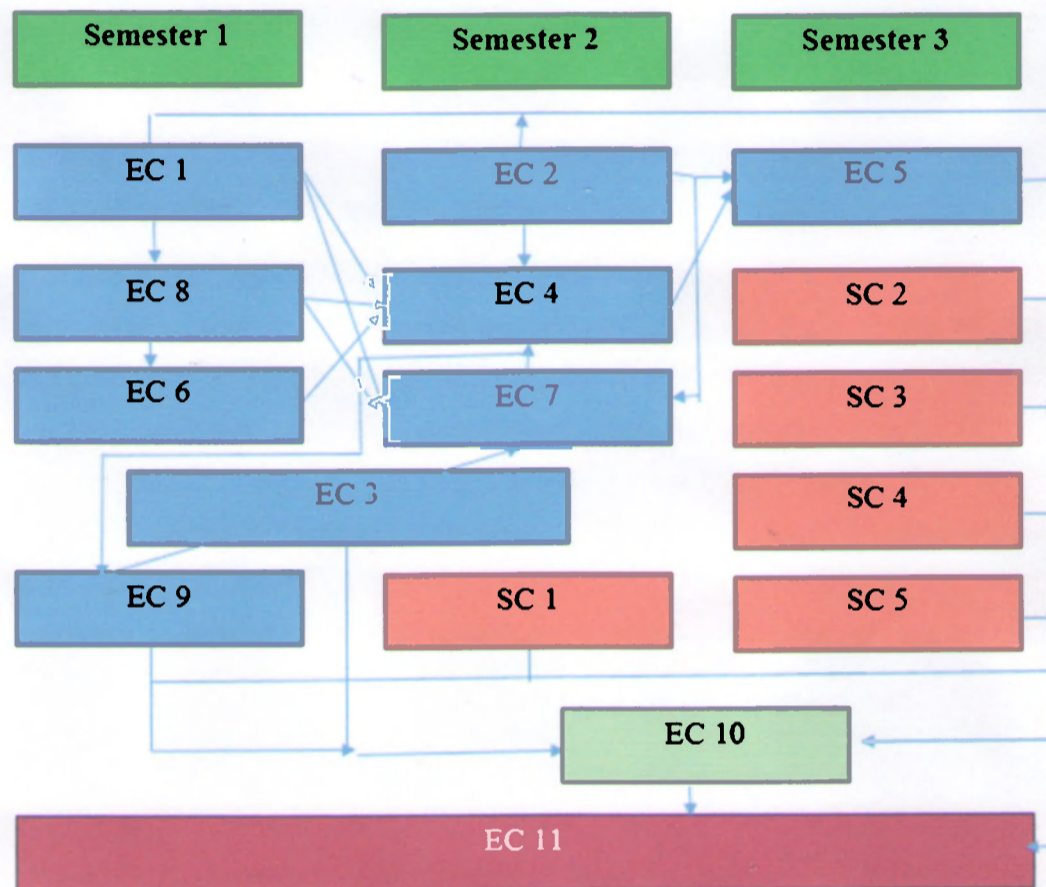 Semester 1
Semester 2
Semester 3
EC 1
EC 2
EC 5
EC 8
EC 4
SC 2
EC 6
EC 7
SC 3
EC 3
SC 4
EC 9
SC 1
SC 5
EC 10
EC 11